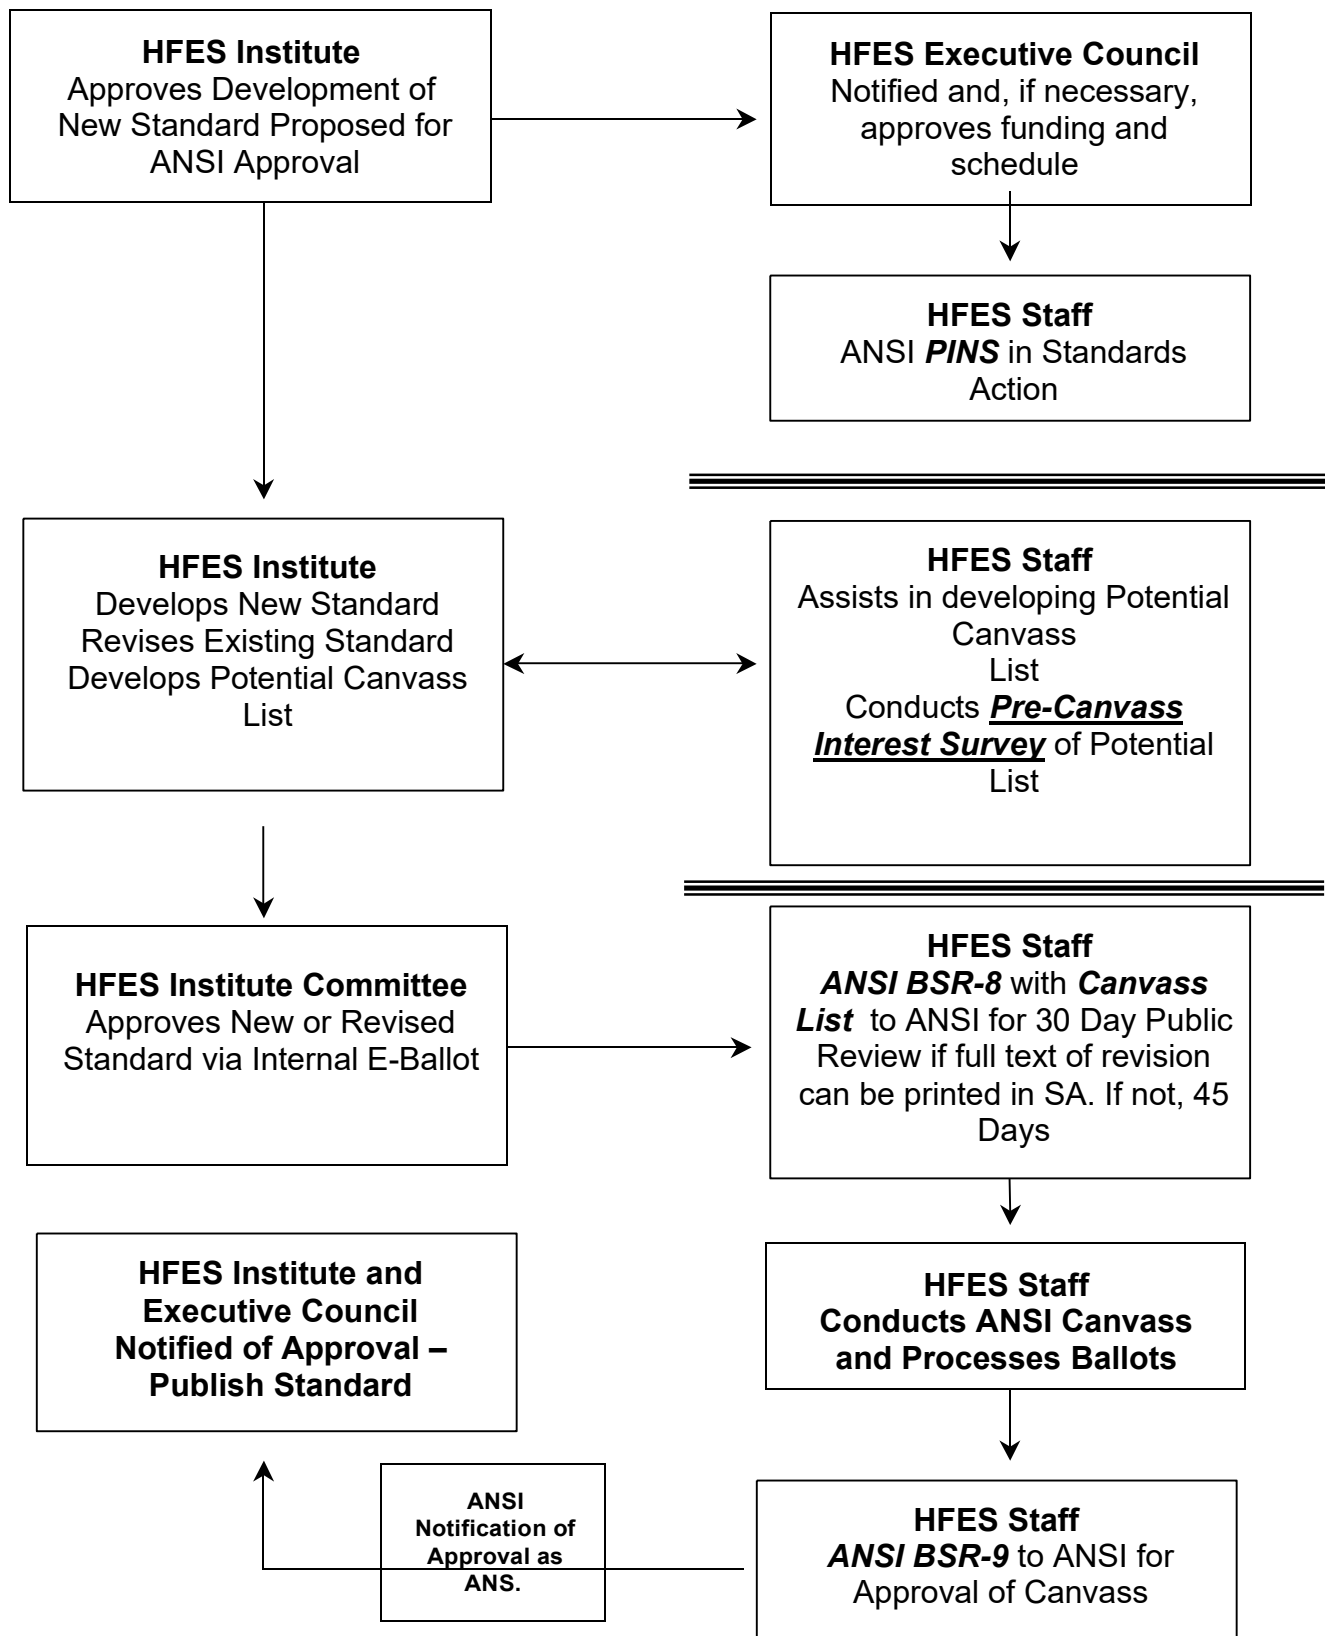 HFES Institute
Approves Development of
New Standard Proposed for
ANSI Approval
HFES Executive Council
Notified and, if necessary,
approves funding and
schedule
HFES Staff
ANSI PINS in Standards
Action
HFES Institute
Develops New Standard
Revises Existing Standard
Develops Potential Canvass
List
HFES Staff
Assists in developing Potential
Canvass
List
Conducts Pre-Canvass
Interest Survey of Potential
List
HFES Institute Committee
Approves New or Revised
Standard via Internal E-Ballot
HFES Staff
ANSI BSR-8 with Canvass
List to ANSI for 30 Day Public
Review if full text of revision
can be printed in SA. If not, 45
Days
HFES Staff
Conducts ANSI Canvass
and Processes Ballots
HFES Staff
ANSI BSR-9 to ANSI for
Approval of Canvass
ANSI
Notification of
Approval as
ANS.
HFES Institute and
Executive Council
Notified of Approval –
Publish Standard